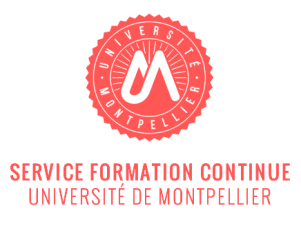 UNIVERSITÉ
MONTPELLIER
SERVICE FORMATION CONTINUE
UNIVERSITÉ DE MONTPELLIER